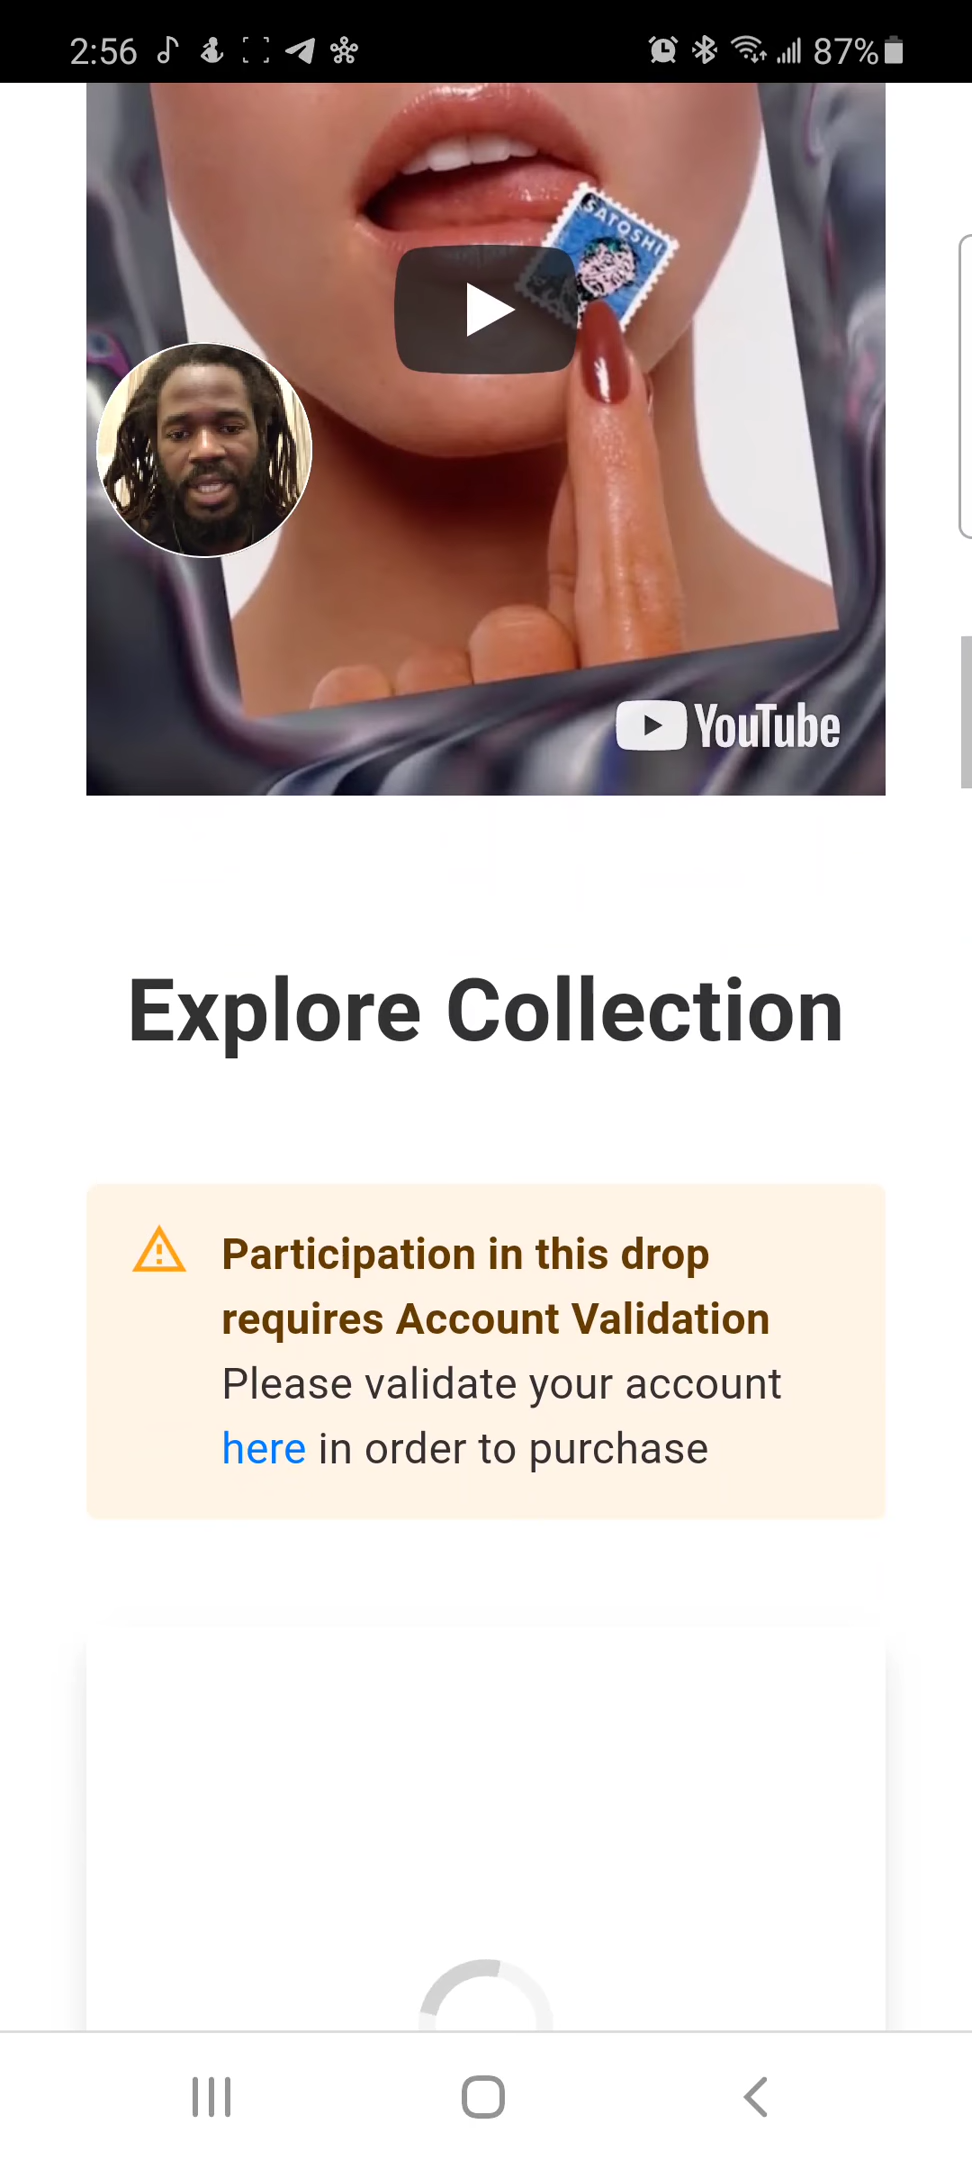 2:56
87%
SATOSHI
YouTube
Explore Collection
Participation in this drop
requires Account Validation
Please validate your account
here in order to purchase